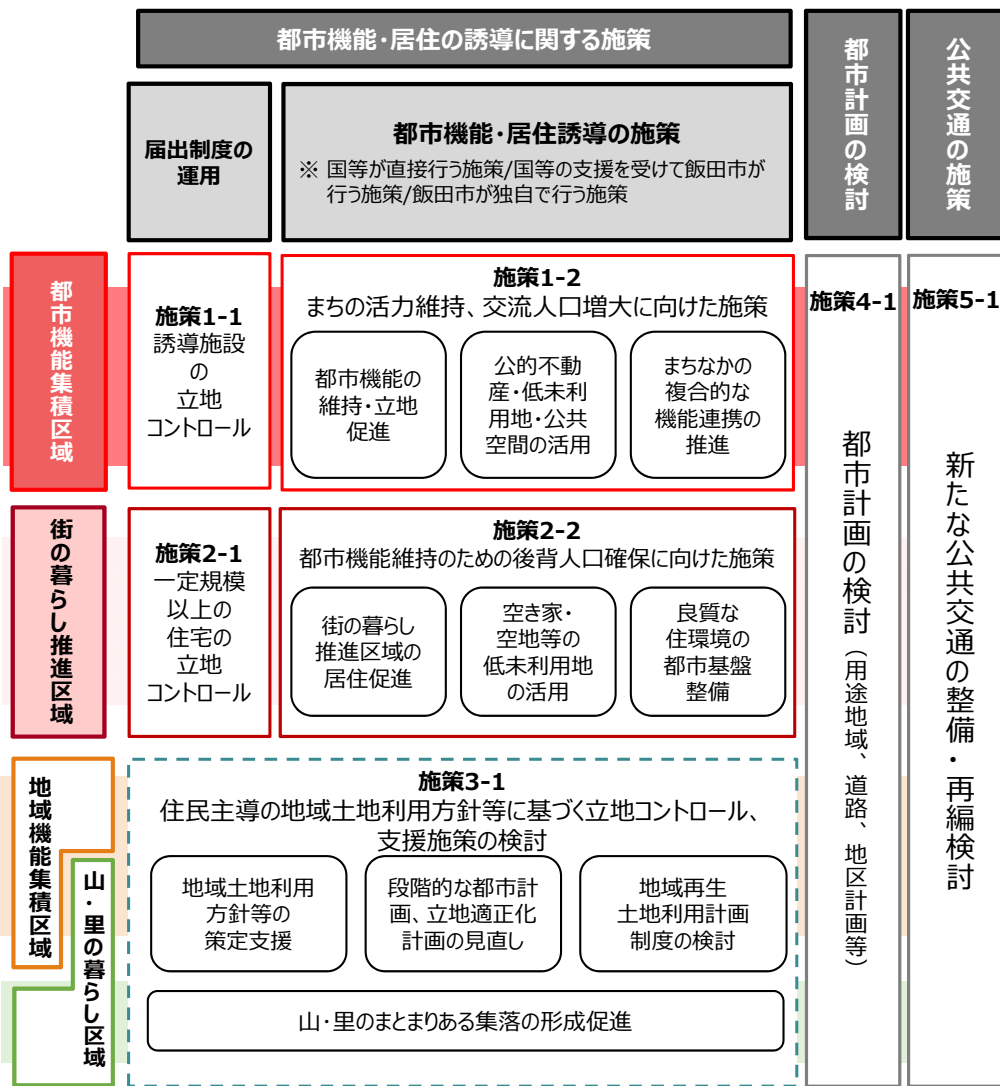 都市機能・居住の誘導に関する施策
都市計画の検討
公共交通の施策
届出制度の
運用
都市機能・居住誘導の施策
※ 国等が直接行う施策/国等の支援を受けて飯田市が
行う施策/飯田市が独自で行う施策
都市機能集積区域
施策1-1
誘導施設
の
立地
コントロール
施策1-2
まちの活力維持、交流人口増大に向けた施策
都市機能の
維持・立地
促進
公的不動
産・低未利
用地・公共
空間の活用
まちなかの
複合的な
機能連携の
推進
施策4-1
都市計画の検討（用途地域、道路、地区計画等）
施策5-1
新たな公共交通の整備・再編検討
街の暮らし推進区域
施策2-1
一定規模
以上の
住宅の
立地
コントロール
施策2-2
都市機能維持のための後背人口確保に向けた施策
街の暮らし
推進区域の
居住促進
空き家・
空地等の
低未利用地
の活用
良質な
住環境の
都市基盤
整備
地域機能集積区域
山・里の暮らし区域
施策3-1
住民主導の地域土地利用方針等に基づく立地コントロール、
支援施策の検討
地域土地利用
方針等の
策定支援
段階的な都市計
画、立地適正化
計画の見直し
地域再生
土地利用計画
制度の検討
山・里のまとまりある集落の形成促進